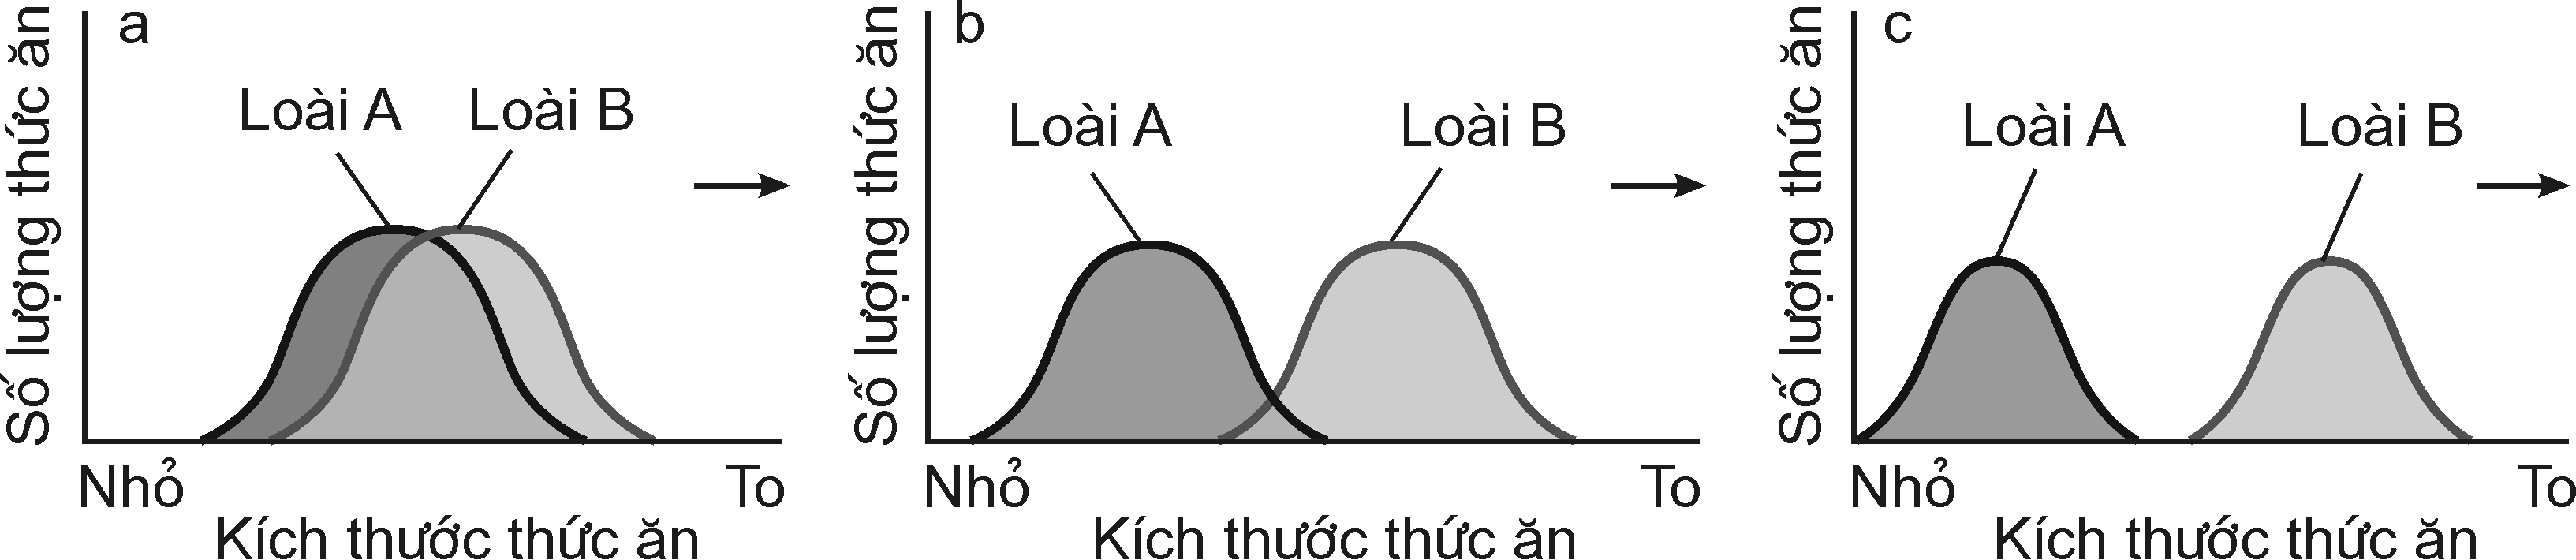 a
Số lượng thức ăn
Loài A
Loài B
Nhỏ
To
Kích thước thức ăn
b
Số lượng thức ăn
Loài A
Loài B
Nhỏ
To
Kích thước thức ăn
c
Số lượng thức ăn
Loài A
Loài B
Nhỏ
To
Kích thước thức ăn